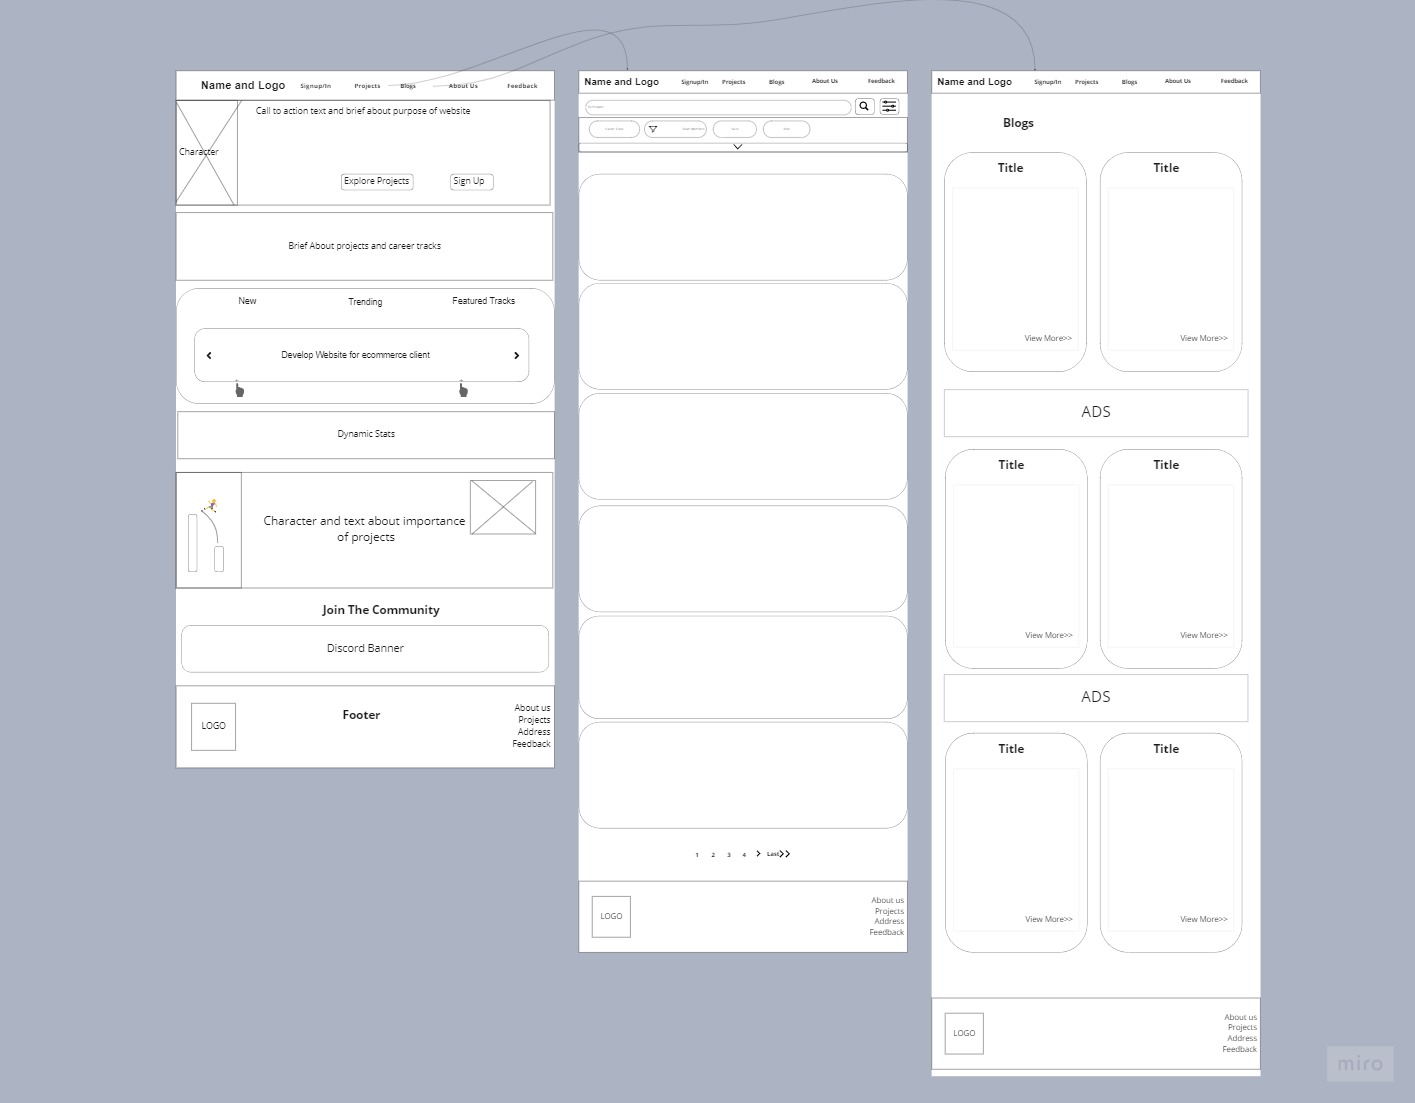 Name and Logo
Signup/In
Projects
Blogs
About Us
Feedback
Call to action text and brief about purpose of website
Character
Explore Projects
Sign Up
Brief About projects and career tracks
New
Trending
Featured Tracks
Develop Website for ecommerce client
Dynamic Stats
Character and text about importance
of projects
Join The Community
Discord Banner
LOGO
Footer
About us
Projects
Address
Feedback
Name and Logo
Signup/In
Projects
Blogs
About Us
Feedback
1
2
3
4
Last
LOGO
About us
Projects
Address
Feedback
Name and Logo
Signup/In
Projects
Blogs
About Us
Feedback
Blogs
Title
View More>>
Title
View More>>
ADS
Title
View More>>
Title
View More>>
ADS
Title
View More>>
Title
View More>>
LOGO
About us
Projects
Address
Feedback
miro